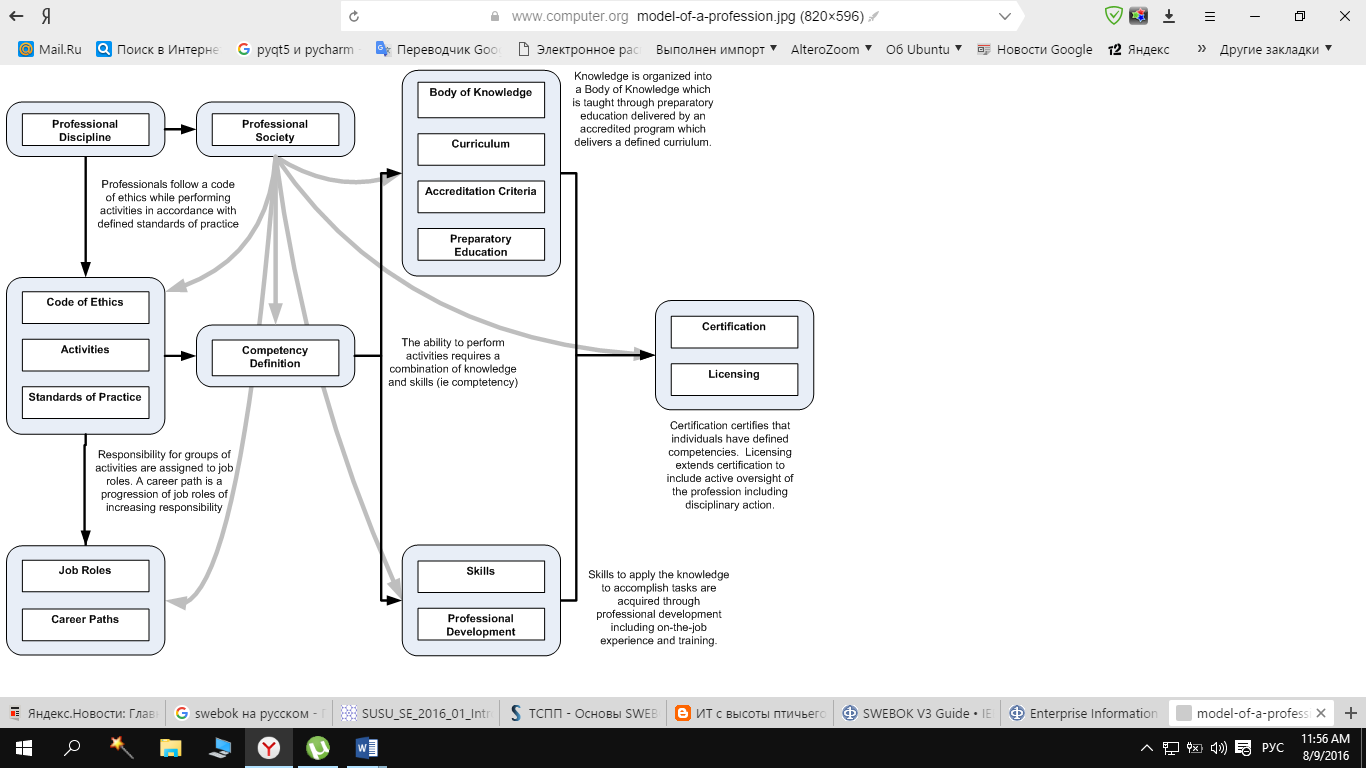 www.computer.org model-of-a-profession.jpg (820×596)
Mail.Ru
Поиск в Интерне
pyqt5 и pycharm
Переводчик Goo
Электронное рас
Выполнен импорт
AlteroZoom
Об Ubuntu
Новости Google
Яндекс
»
Другие закладки
Professional
Discipline
Professional
Society
Professionals follow a code
of ethics while performing
activities in accordance with
defined standards of practice
Body of Knowledge
Curriculum
Accreditation Criteria
Preparatory
Education
Knowledge is organized into
a Body of Knowledge which
is taught through preparatory
education delivered by an
accredited program which
delivers a defined curriulum.
Code of Ethics
Activities
Standards of Practice
Competency
Definition
The ability to perform
activities requires a
combination of knowledge
and skills (ie comptetency)
Certification
Licensing
Certification certifies that
individuals have defined
competencies. Licensing
extends certification to
include active oversight of
the profession including
disciplinary action.
Responsibility for groups of
activities are assigned to job
roles. A career path is a
progression of job roles of
increasing responsibility
Job Roles
Career Paths
Skills
Professional
Development
Skills to apply the knowledge
to accomplish tasks are
acquired through
professional development
including on-the-job
experience and training.
Яндекс.Новости: Глав
swebok на русском - 
SUSU_SE_2016_01_Intr
ТСПП - Основы SWEB
ИТ с высоты птичьего
SWEBOK V3 Guide • IE
Enterprise Information
model-of-a-profess
РУС
11:56 AM
8/9/2016